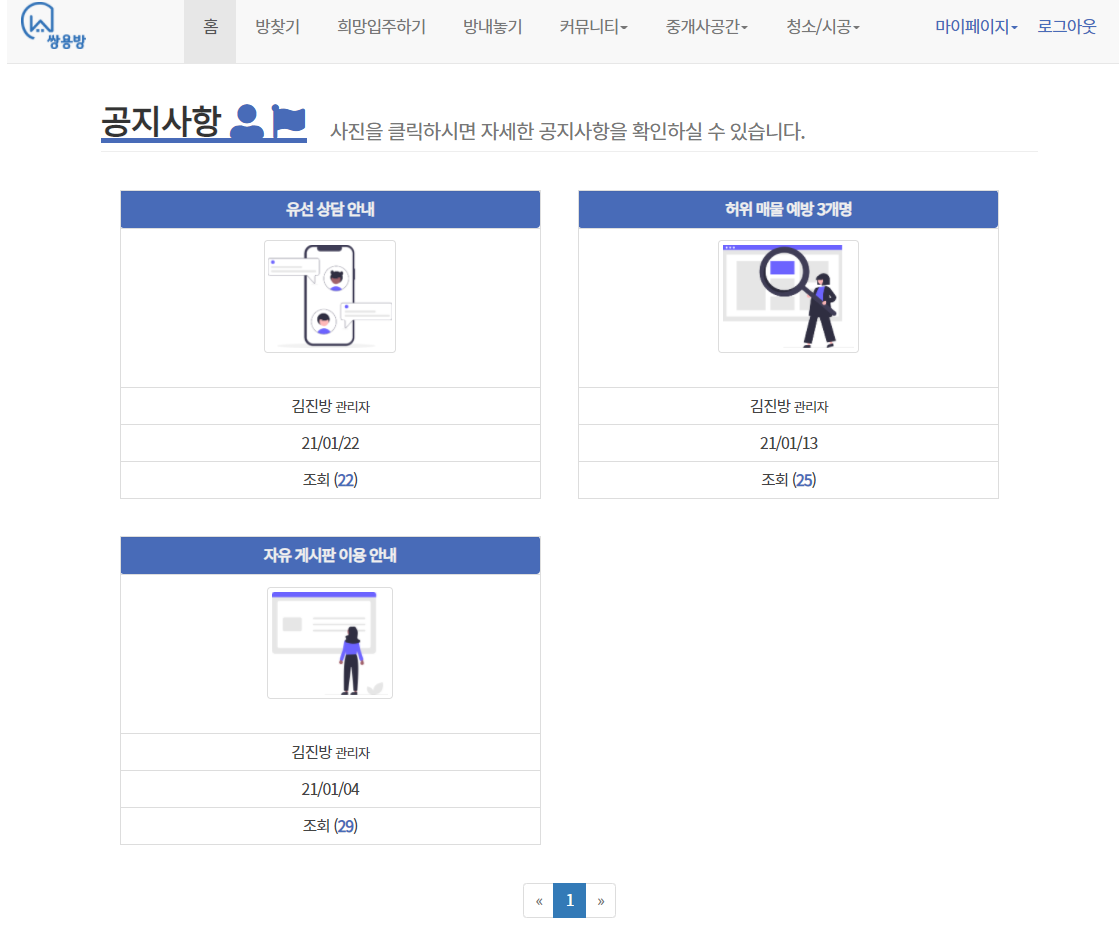 쌍용방
홈 방찾기 희망입주하기 방내놓기 커뮤니티 중개사공간 청소/시공 마이페이지 로그아웃
공지사항 사진을 클릭하시면 자세한 공지사항을 확인하실 수 있습니다.
유선 상담 안내
김진방 관리자
21/01/22
조회 (22)
허위 매물 예방 3개명
김진방 관리자
21/01/13
조회 (25)
자유 게시판 이용 안내
김진방 관리자
21/01/04
조회 (29)
« 1 »